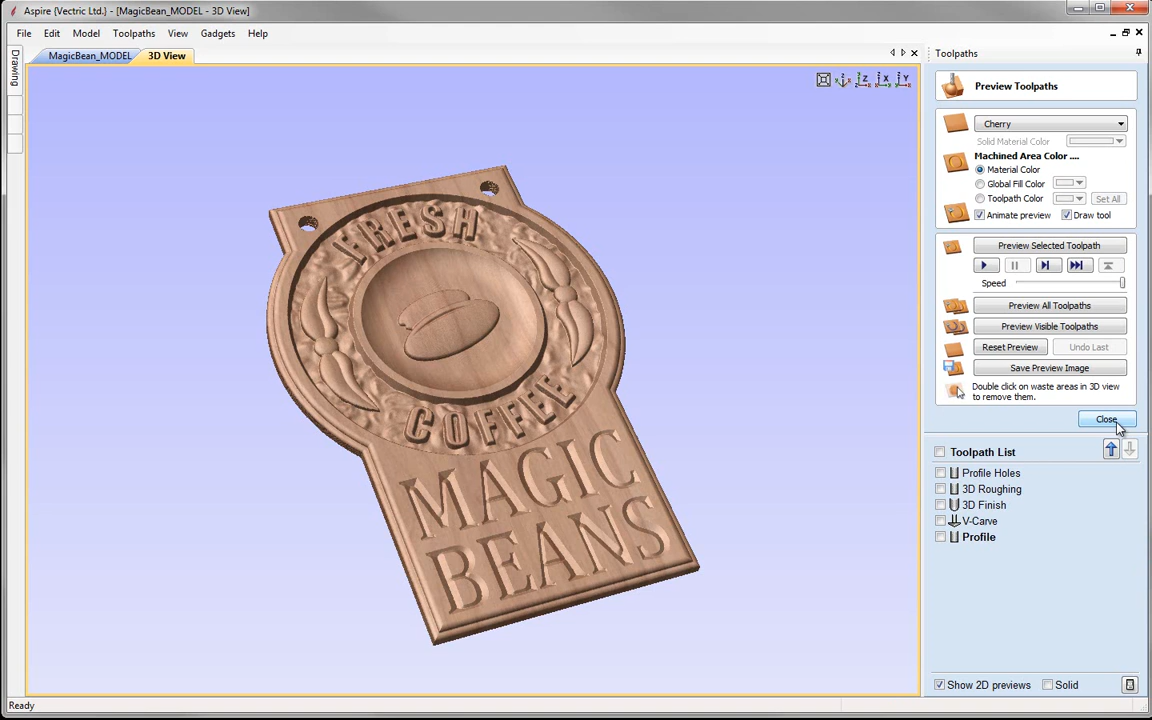 Aspire {Vectric Ltd.} - [MagicBean_MODEL - 3D View]
File Edit Model Toolpaths View Gadgets Help
MagicBean_MODEL 3D View
Drawing
FRESH
COFFEE
MAGIC
BEANS
Toolpaths
Preview Toolpaths
Cherry
Solid Material Color
Machined Area Color ....
Material Color
Global Fill Color
Toolpath Color Set All
Animate preview Draw tool
Preview Selected Toolpath
Speed
Preview All Toolpaths
Preview Visible Toolpaths
Reset Preview Undo Last
Save Preview Image
Double click on waste areas in 3D view
to remove them.
Close
Toolpath List
Profile Holes
3D Roughing
3D Finish
V-Carve
Profile
Show 2D previews Solid
Ready